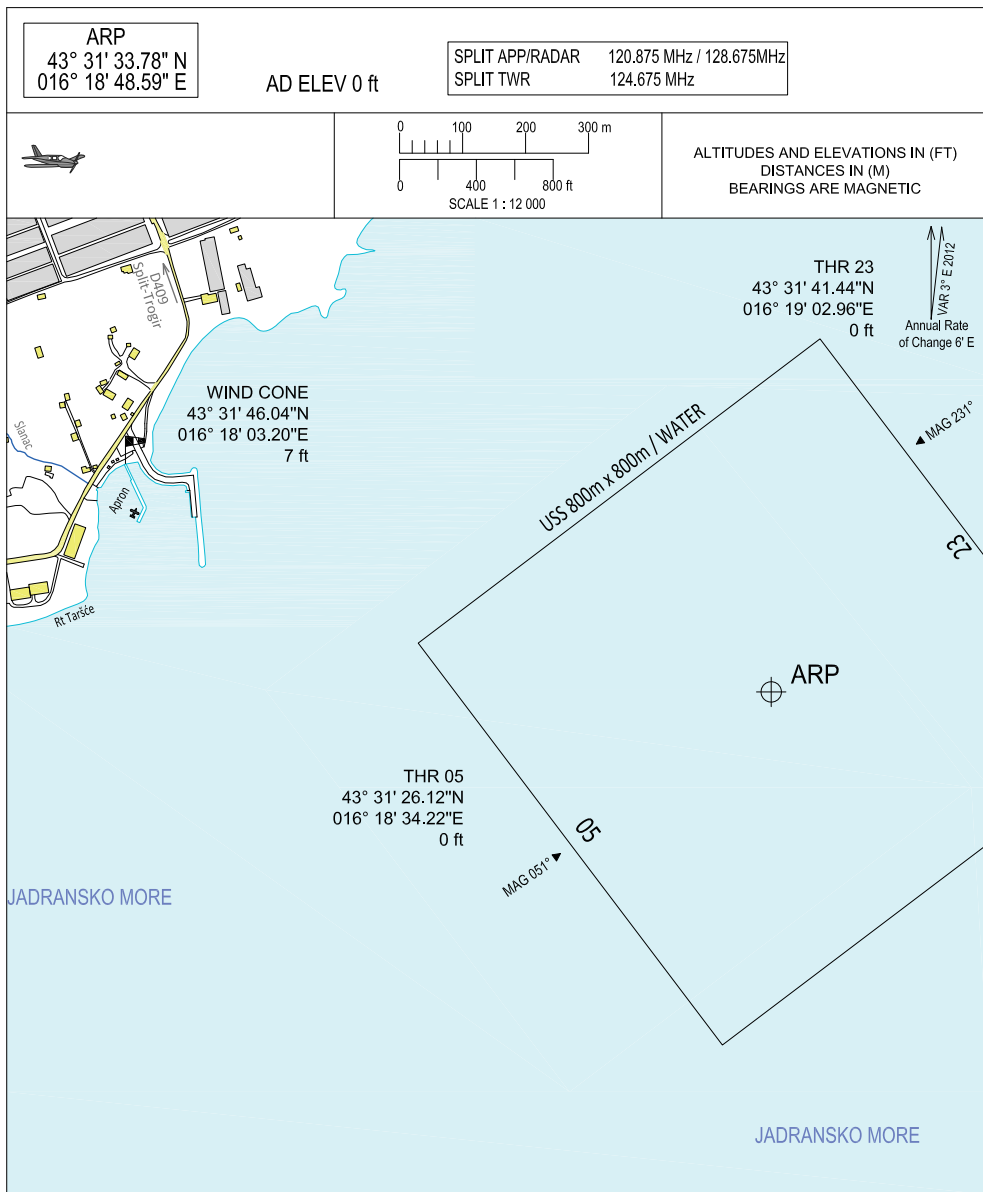 ARP
43° 31' 33.78" N
016° 18' 48.59" E
AD ELEV 0 ft
SPLIT APP/RADAR 120.875 MHz / 128.675MHz
SPLIT TWR 124.675 MHz
0 100 200 300 m
0 400 800 ft
SCALE 1 : 12 000
ALTITUDES AND ELEVATIONS IN (FT)
DISTANCES IN (M)
BEARINGS ARE MAGNETIC
D409
Split-Trogir
VAR 3° E 2012
Annual Rate
of Change 6' E
THR 23
43° 31' 41.44"N
016° 19' 02.96"E
0 ft
WIND CONE
43° 31' 46.04"N
016° 18' 03.20"E
7 ft
MAG 231°
USS 800m x 800m / WATER
Slanac
Apron
23
Rt Taršće
ARP
THR 05
43° 31' 26.12"N
016° 18' 34.22"E
0 ft
05
MAG 051°
JADRANSKO MORE
JADRANSKO MORE